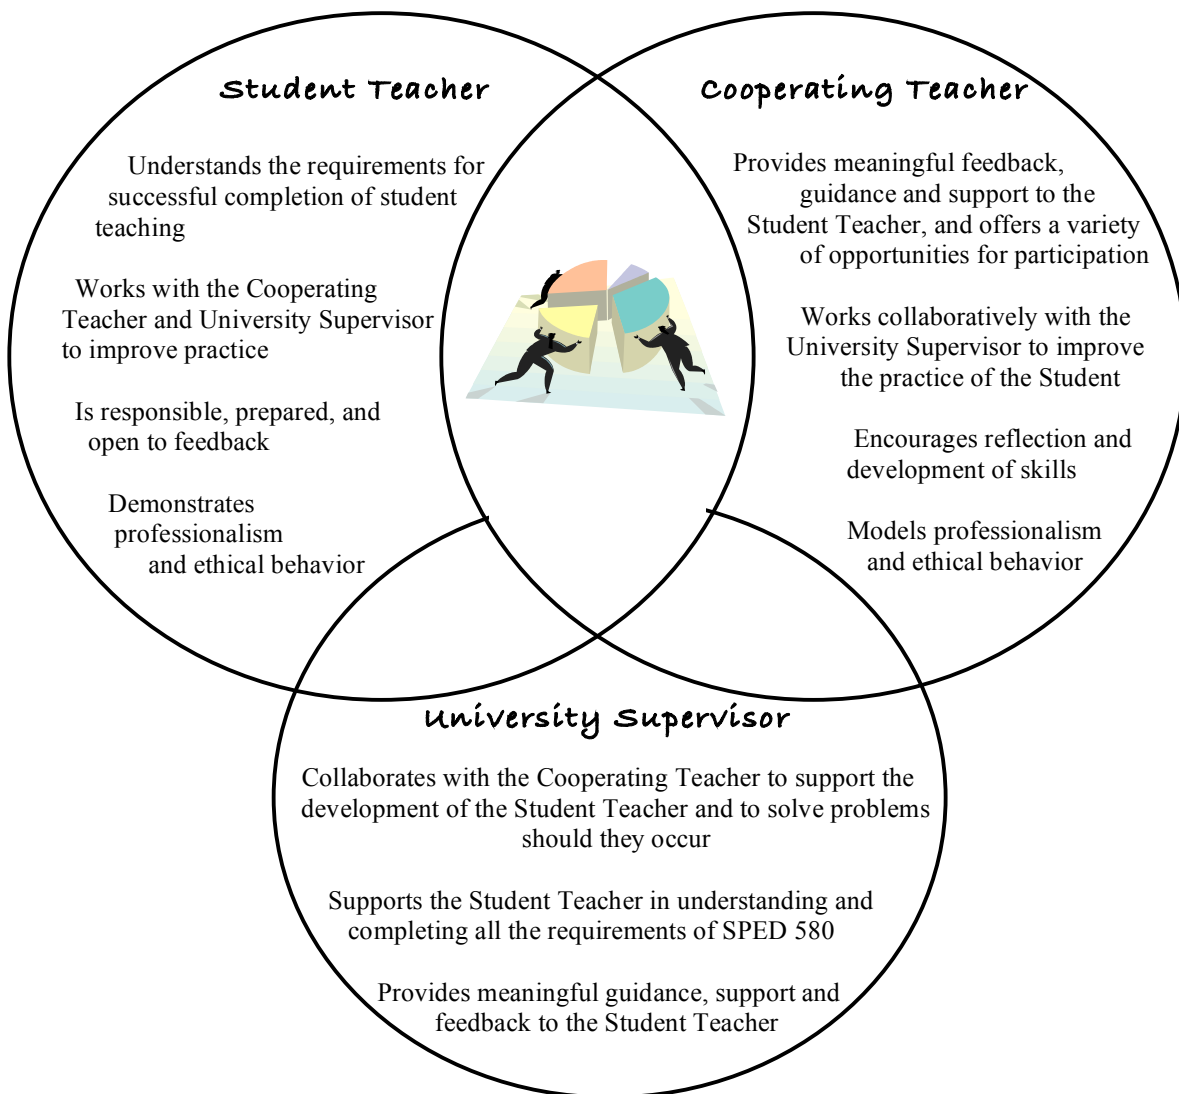 Student Teacher
Understands the requirements for
successful completion of student
teaching
Works with the Cooperating
Teacher and University Supervisor
to improve practice
Is responsible, prepared, and
open to feedback
Demonstrates
professionalism
and ethical behavior
Cooperating Teacher
Provides meaningful feedback,
guidance and support to the
Student Teacher, and offers a variety
of opportunities for participation
Works collaboratively with the
University Supervisor to improve
the practice of the Student
Encourages reflection and
development of skills
Models professionalism
and ethical behavior
University Supervisor
Collaborates with the Cooperating Teacher to support the
development of the Student Teacher and to solve problems
should they occur
Supports the Student Teacher in understanding and
completing all the requirements of SPED 580
Provides meaningful guidance, support and
feedback to the Student Teacher